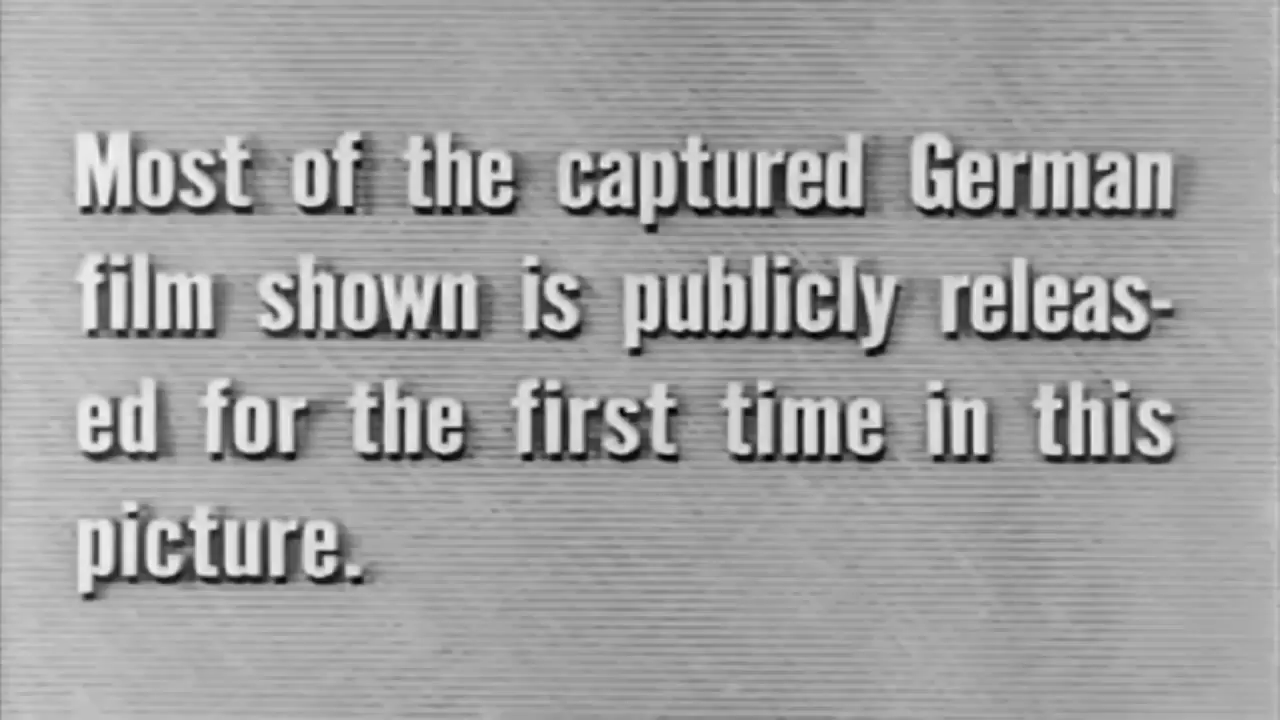 Most of the captured German
film shown is publicly releas-
ed for the first time in this
picture.